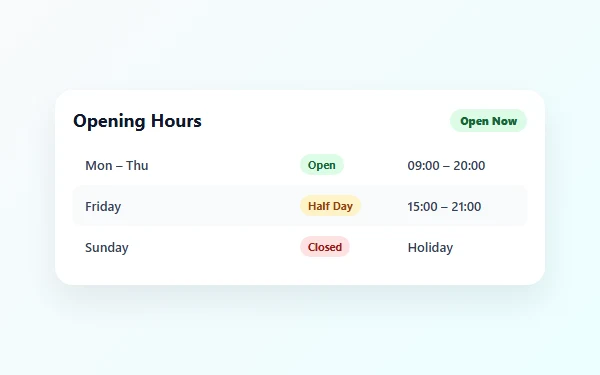 Opening Hours Open Now
Mon – Thu Open 09:00 – 20:00
Friday Half Day 15:00 – 21:00
Sunday Closed Holiday